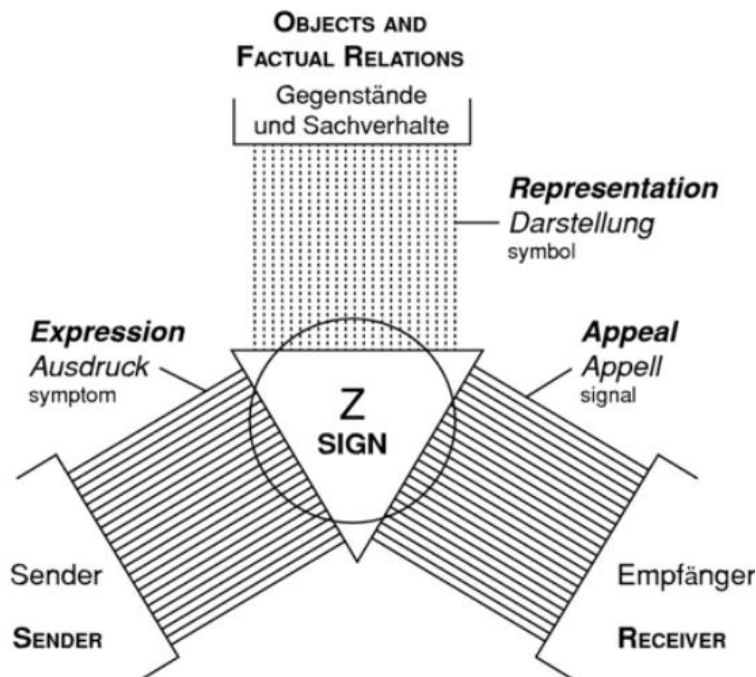 OBJECTS AND
FACTUAL RELATIONS
Gegenstände
und Sachverhalte
Representation
Darstellung
symbol
Expression
Ausdruck
symptom
Appeal
Appell
signal
Z
SIGN
Sender
SENDER
Empfänger
RECEIVER